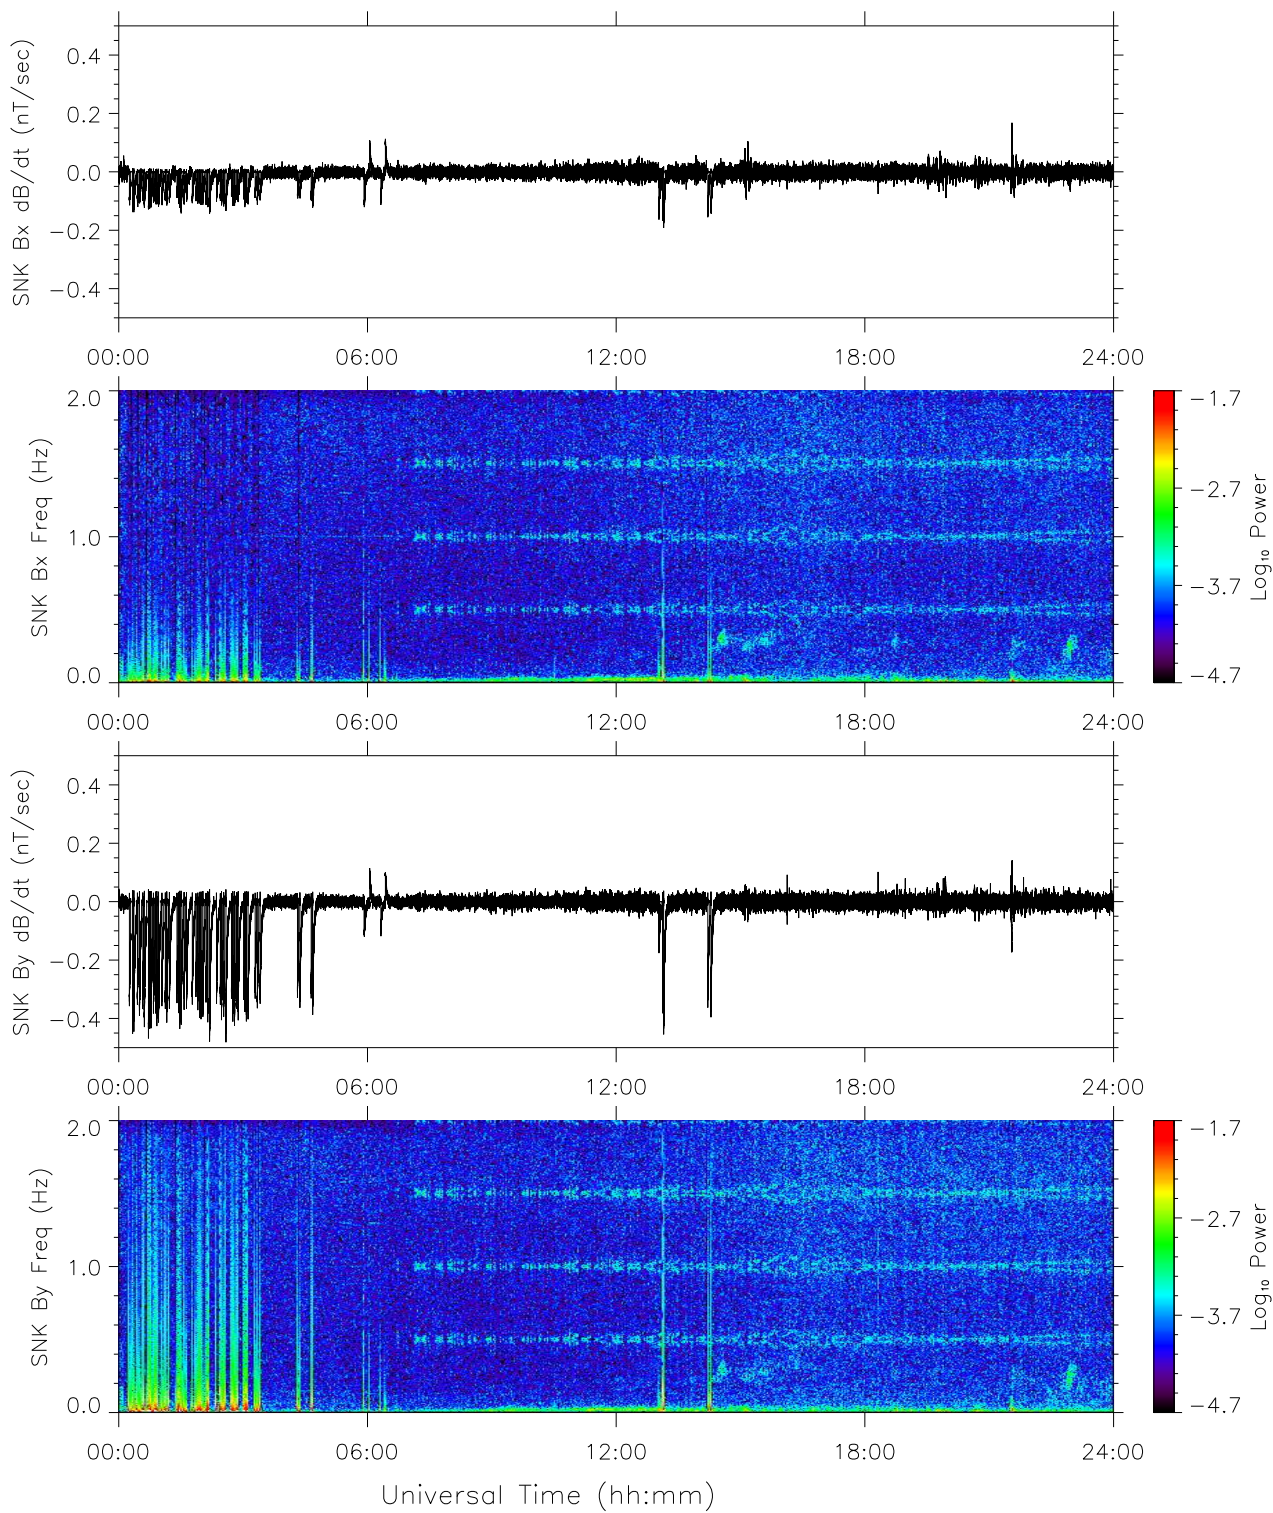 SNK Bx dB/dt (nT/sec)
0.4
0.2
0.0
−0.2
−0.4
00:00 06:00 12:00 18:00 24:00
SNK Bx Freq (Hz)
2.0
1.0
0.0
−1.7
−2.7
−3.7
−4.7
Log₁₀ Power
00:00 06:00 12:00 18:00 24:00
SNK By dB/dt (nT/sec)
0.4
0.2
0.0
−0.2
−0.4
00:00 06:00 12:00 18:00 24:00
SNK By Freq (Hz)
2.0
1.0
0.0
−1.7
−2.7
−3.7
−4.7
Log₁₀ Power
00:00 06:00 12:00 18:00 24:00
Universal Time (hh:mm)